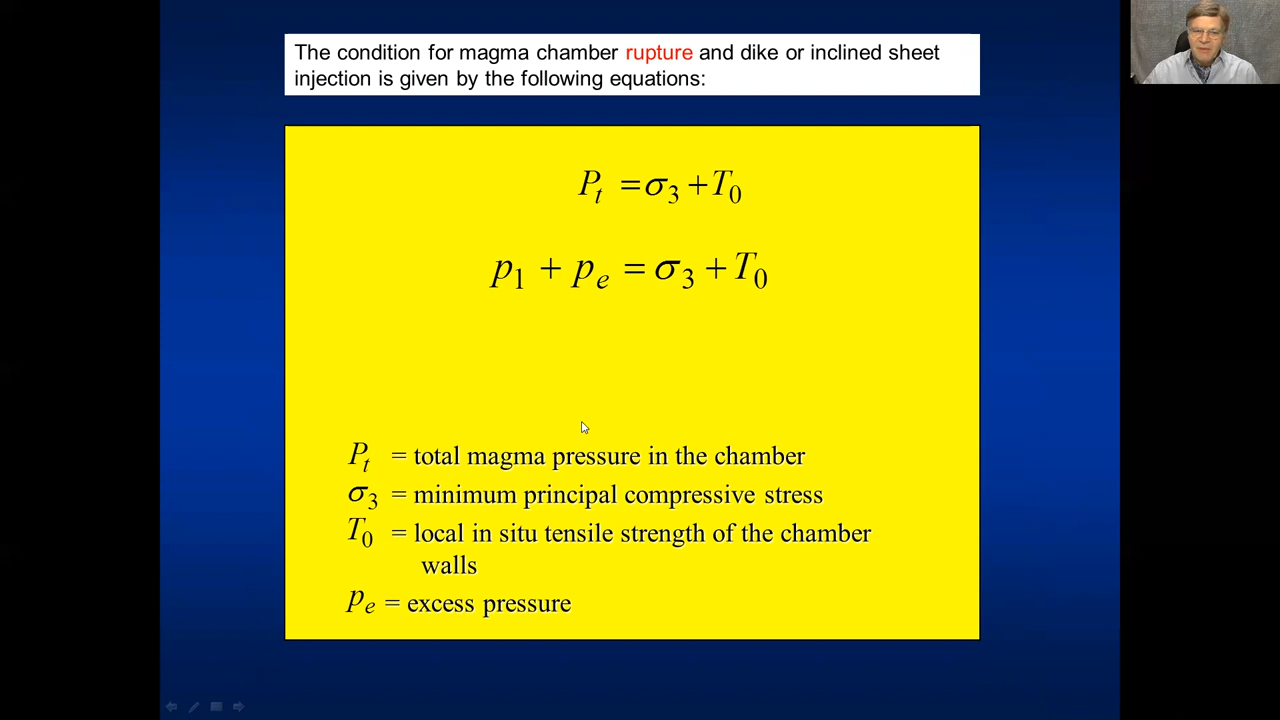 The condition for magma chamber rupture and dike or inclined sheet
injection is given by the following equations:
Pₜ = σ₃ + T₀
p₁ + pₑ = σ₃ + T₀
Pₜ = total magma pressure in the chamber
σ₃ = minimum principal compressive stress
T₀ = local in situ tensile strength of the chamber
walls
pₑ = excess pressure